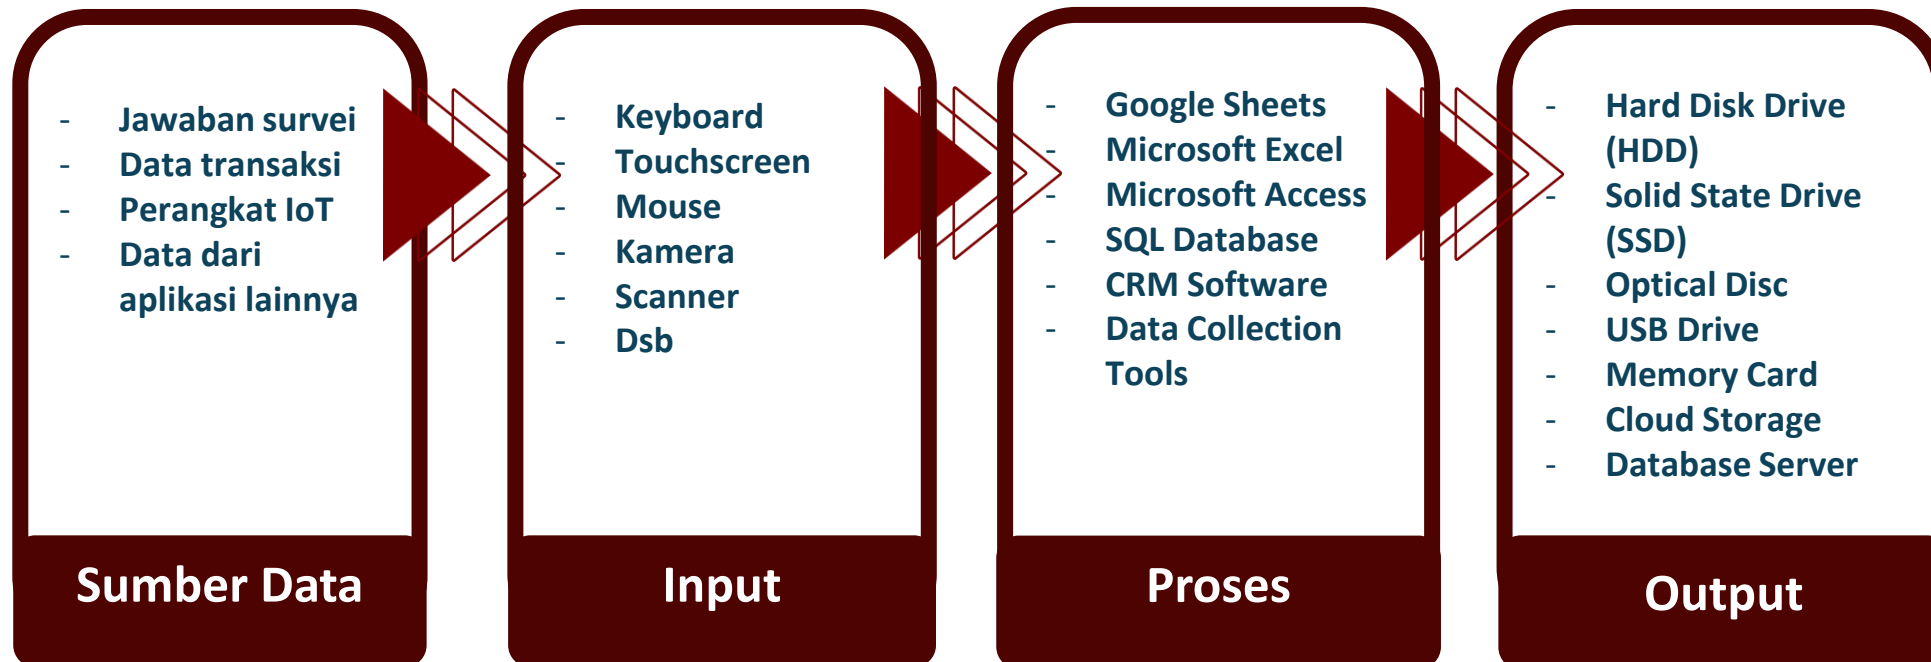 - Jawaban survei
- Data transaksi
- Perangkat IoT
- Data dari
aplikasi lainnya
Sumber Data
- Keyboard
- Touchscreen
- Mouse
- Kamera
- Scanner
- Dsb
Input
- Google Sheets
- Microsoft Excel
- Microsoft Access
- SQL Database
- CRM Software
- Data Collection
Tools
Proses
- Hard Disk Drive
(HDD)
- Solid State Drive
(SSD)
- Optical Disc
- USB Drive
- Memory Card
- Cloud Storage
- Database Server
Output